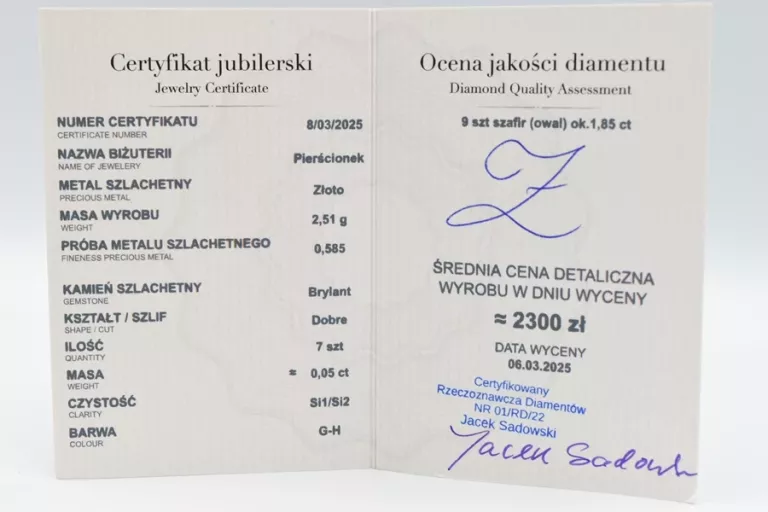 Certyfikat jubilerski
Jewelry Certificate
NUMER CERTYFIKATU 8/03/2025
CERTIFICATE NUMBER
NAZWA BIŻUTERII Pierścionek
NAME OF JEWELERY
METAL SZLACHETNY Złoto
PRECIOUS METAL
MASA WYROBU 2,51 g
WEIGHT
PRÓBA METALU SZLACHETNEGO 0,585
FINENESS PRECIOUS METAL
KAMIEŃ SZLACHETNY Brylant
GEMSTONE
KSZTAŁT / SZLIF Dobre
SHAPE / CUT
ILOŚĆ 7 szt
QUANTITY
MASA ≈ 0,05 ct
WEIGHT
CZYSTOŚĆ Si1/Si2
CLARITY
BARWA G-H
COLOUR
Ocena jakości diamentu
Diamond Quality Assessment
9 szt szafir (owal) ok.1,85 ct
Z
ŚREDNIA CENA DETALICZNA
WYROBU W DNIU WYCENY
≈ 2300 zł
DATA WYCENY
06.03.2025
Certyfikowany
Rzeczoznawca Diamentów
NR 01/RD/22
Jacek Sadowski
Jacek Sadowski